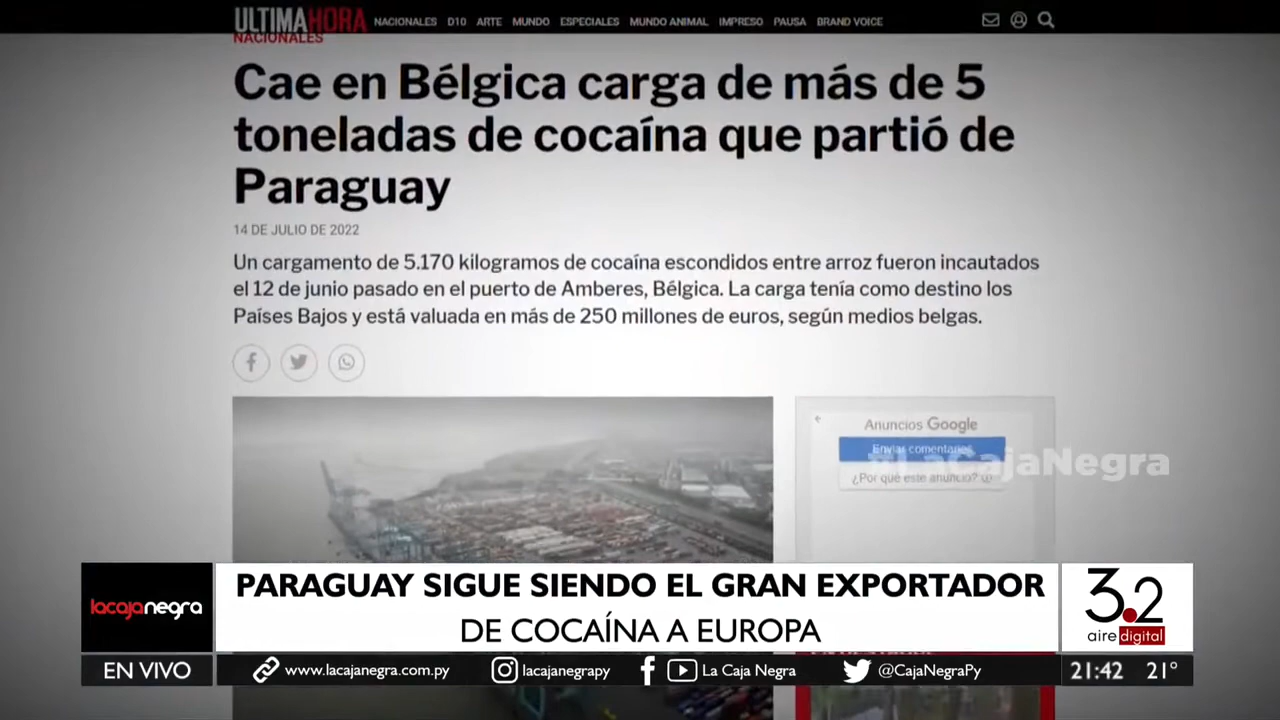 ULTIMAHORA NACIONALES D10 ARTE MUNDO ESPECIALES MUNDO ANIMAL IMPRESO PAUSA BRAND VOICE
NACIONALES
Cae en Bélgica carga de más de 5
toneladas de cocaína que partió de
Paraguay
14 DE JULIO DE 2022
Un cargamento de 5.170 kilogramos de cocaína escondidos entre arroz fueron incautados
el 12 de junio pasado en el puerto de Amberes, Bélgica. La carga tenía como destino los
Países Bajos y está valuada en más de 250 millones de euros, según medios belgas.
Anuncios Google
Enviar comentarios
#LaCajaNegra
¿Por qué este anuncio?
lacajanegra
PARAGUAY SIGUE SIENDO EL GRAN EXPORTADOR
DE COCAÍNA A EUROPA
3.2
aire digital
EN VIVO
www.lacajanegra.com.py
lacajanegrapy
La Caja Negra
@CajaNegraPy
21:42 21°